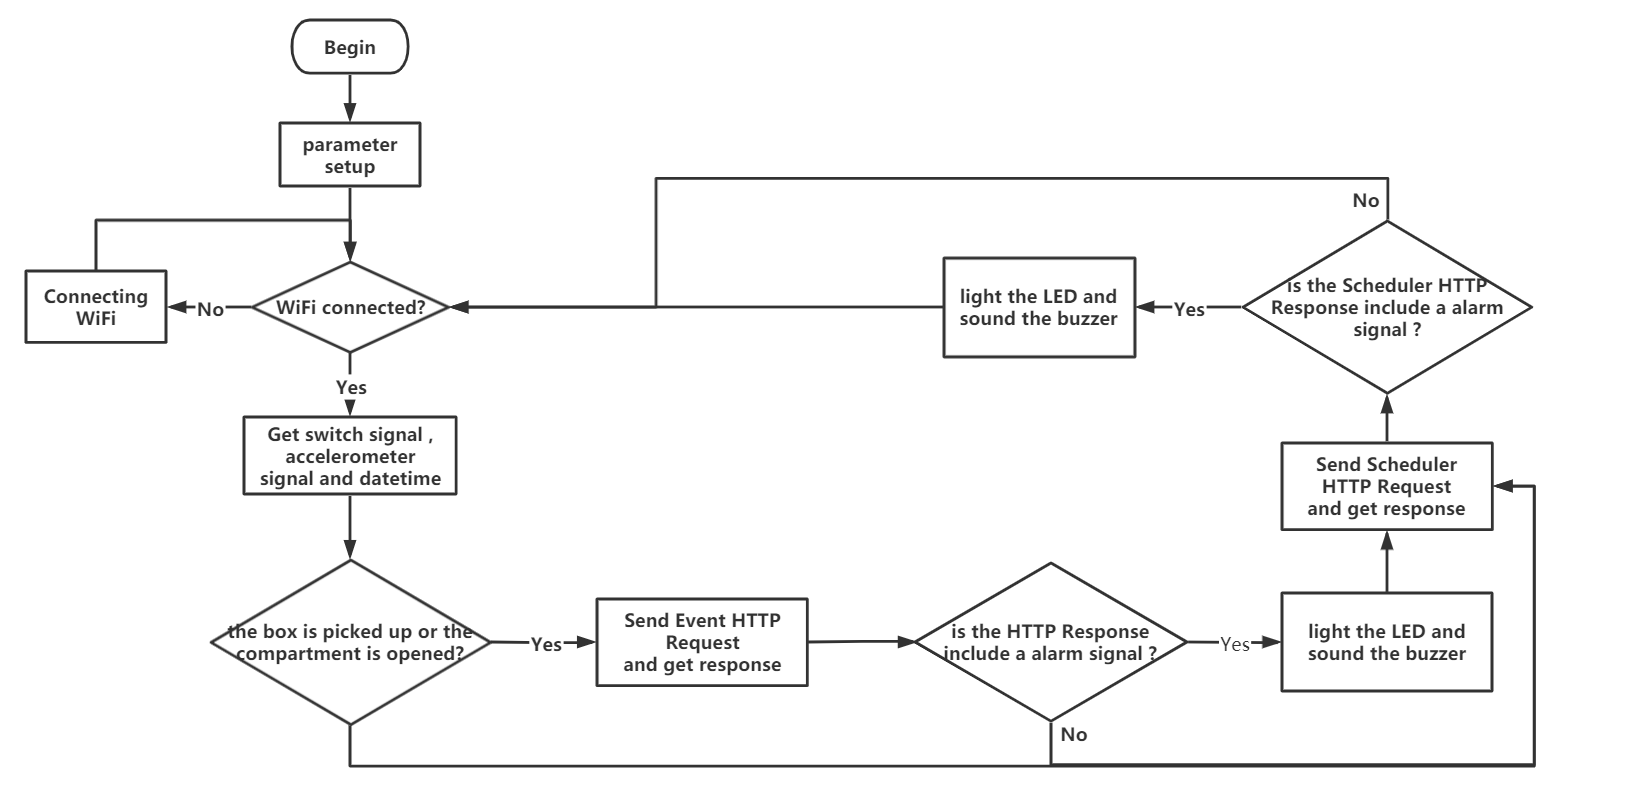 Begin
parameter
setup
Connecting
WiFi
No
WiFi connected?
Yes
Get switch signal ,
accelerometer
signal and datetime
the box is picked up or the
compartment is opened?
Yes
Send Event HTTP
Request
and get response
is the HTTP Response
include a alarm signal ?
No
Yes
light the LED and
sound the buzzer
Send Scheduler
HTTP Request
and get response
is the Scheduler HTTP
Response include a alarm
signal ?
No
Yes
light the LED and
sound the buzzer